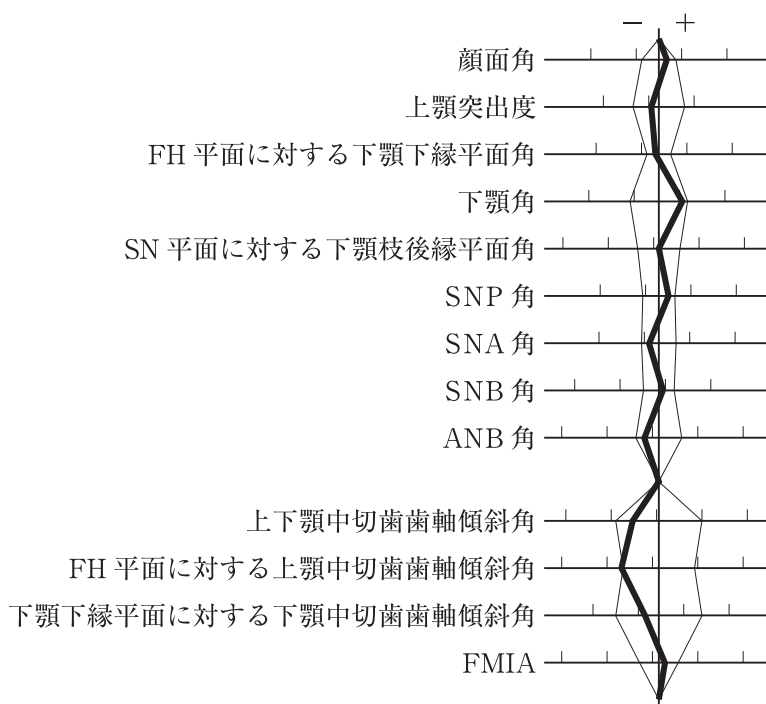 − +
顔面角
上顎突出度
FH 平面に対する下顎下縁平面角
下顎角
SN 平面に対する下顎枝後縁平面角
SNP 角
SNA 角
SNB 角
ANB 角
上下顎中切歯歯軸傾斜角
FH 平面に対する上顎中切歯歯軸傾斜角
下顎下縁平面に対する下顎中切歯歯軸傾斜角
FMIA